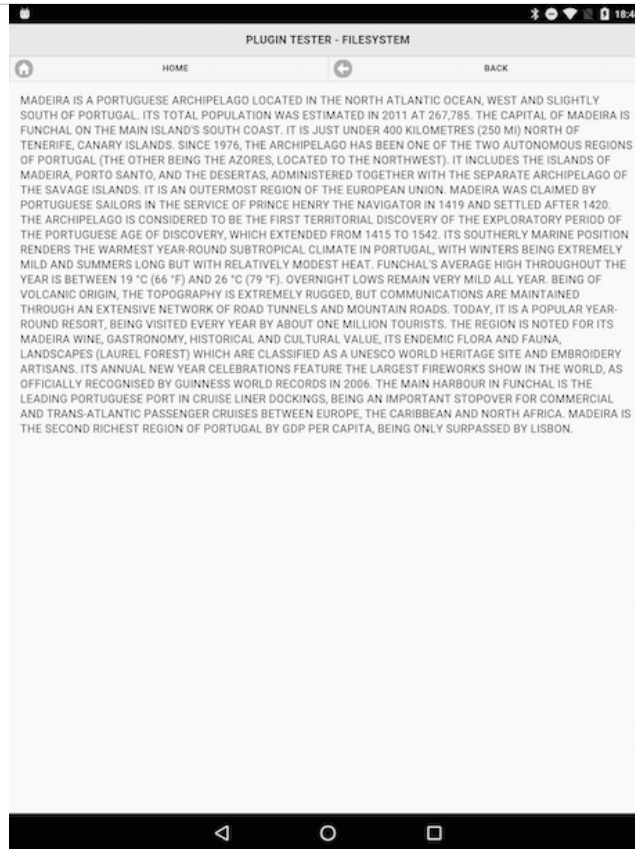 18:4
PLUGIN TESTER - FILESYSTEM
HOME
BACK
MADEIRA IS A PORTUGUESE ARCHIPELAGO LOCATED IN THE NORTH ATLANTIC OCEAN, WEST AND SLIGHTLY
SOUTH OF PORTUGAL. ITS TOTAL POPULATION WAS ESTIMATED IN 2011 AT 267,785. THE CAPITAL OF MADEIRA IS
FUNCHAL ON THE MAIN ISLAND'S SOUTH COAST. IT IS JUST UNDER 400 KILOMETRES (250 MI) NORTH OF
TENERIFE, CANARY ISLANDS. SINCE 1976, THE ARCHIPELAGO HAS BEEN ONE OF THE TWO AUTONOMOUS REGIONS
OF PORTUGAL (THE OTHER BEING THE AZORES, LOCATED TO THE NORTHWEST). IT INCLUDES THE ISLANDS OF
MADEIRA, PORTO SANTO, AND THE DESERTAS, ADMINISTERED TOGETHER WITH THE SEPARATE ARCHIPELAGO OF
THE SAVAGE ISLANDS. IT IS AN OUTERMOST REGION OF THE EUROPEAN UNION. MADEIRA WAS CLAIMED BY
PORTUGUESE SAILORS IN THE SERVICE OF PRINCE HENRY THE NAVIGATOR IN 1419 AND SETTLED AFTER 1420.
THE ARCHIPELAGO IS CONSIDERED TO BE THE FIRST TERRITORIAL DISCOVERY OF THE EXPLORATORY PERIOD OF
THE PORTUGUESE AGE OF DISCOVERY, WHICH EXTENDED FROM 1415 TO 1542. ITS SOUTHERLY MARINE POSITION
RENDERS THE WARMEST YEAR-ROUND SUBTROPICAL CLIMATE IN PORTUGAL, WITH WINTERS BEING EXTREMELY
MILD AND SUMMERS LONG BUT WITH RELATIVELY MODEST HEAT. FUNCHAL'S AVERAGE HIGH THROUGHOUT THE
YEAR IS BETWEEN 19 °C (66 °F) AND 26 °C (79 °F). OVERNIGHT LOWS REMAIN VERY MILD ALL YEAR. BEING OF
VOLCANIC ORIGIN, THE TOPOGRAPHY IS EXTREMELY RUGGED, BUT COMMUNICATIONS ARE MAINTAINED
THROUGH AN EXTENSIVE NETWORK OF ROAD TUNNELS AND MOUNTAIN ROADS. TODAY, IT IS A POPULAR YEAR-
ROUND RESORT, BEING VISITED EVERY YEAR BY ABOUT ONE MILLION TOURISTS. THE REGION IS NOTED FOR ITS
MADEIRA WINE, GASTRONOMY, HISTORICAL AND CULTURAL VALUE, ITS ENDEMIC FLORA AND FAUNA,
LANDSCAPES (LAUREL FOREST) WHICH ARE CLASSIFIED AS A UNESCO WORLD HERITAGE SITE AND EMBROIDERY
ARTISANS. ITS ANNUAL NEW YEAR CELEBRATIONS FEATURE THE LARGEST FIREWORKS SHOW IN THE WORLD, AS
OFFICIALLY RECOGNISED BY GUINNESS WORLD RECORDS IN 2006. THE MAIN HARBOUR IN FUNCHAL IS THE
LEADING PORTUGUESE PORT IN CRUISE LINER DOCKINGS, BEING AN IMPORTANT STOPOVER FOR COMMERCIAL
AND TRANS-ATLANTIC PASSENGER CRUISES BETWEEN EUROPE, THE CARIBBEAN AND NORTH AFRICA. MADEIRA IS
THE SECOND RICHEST REGION OF PORTUGAL BY GDP PER CAPITA, BEING ONLY SURPASSED BY LISBON.